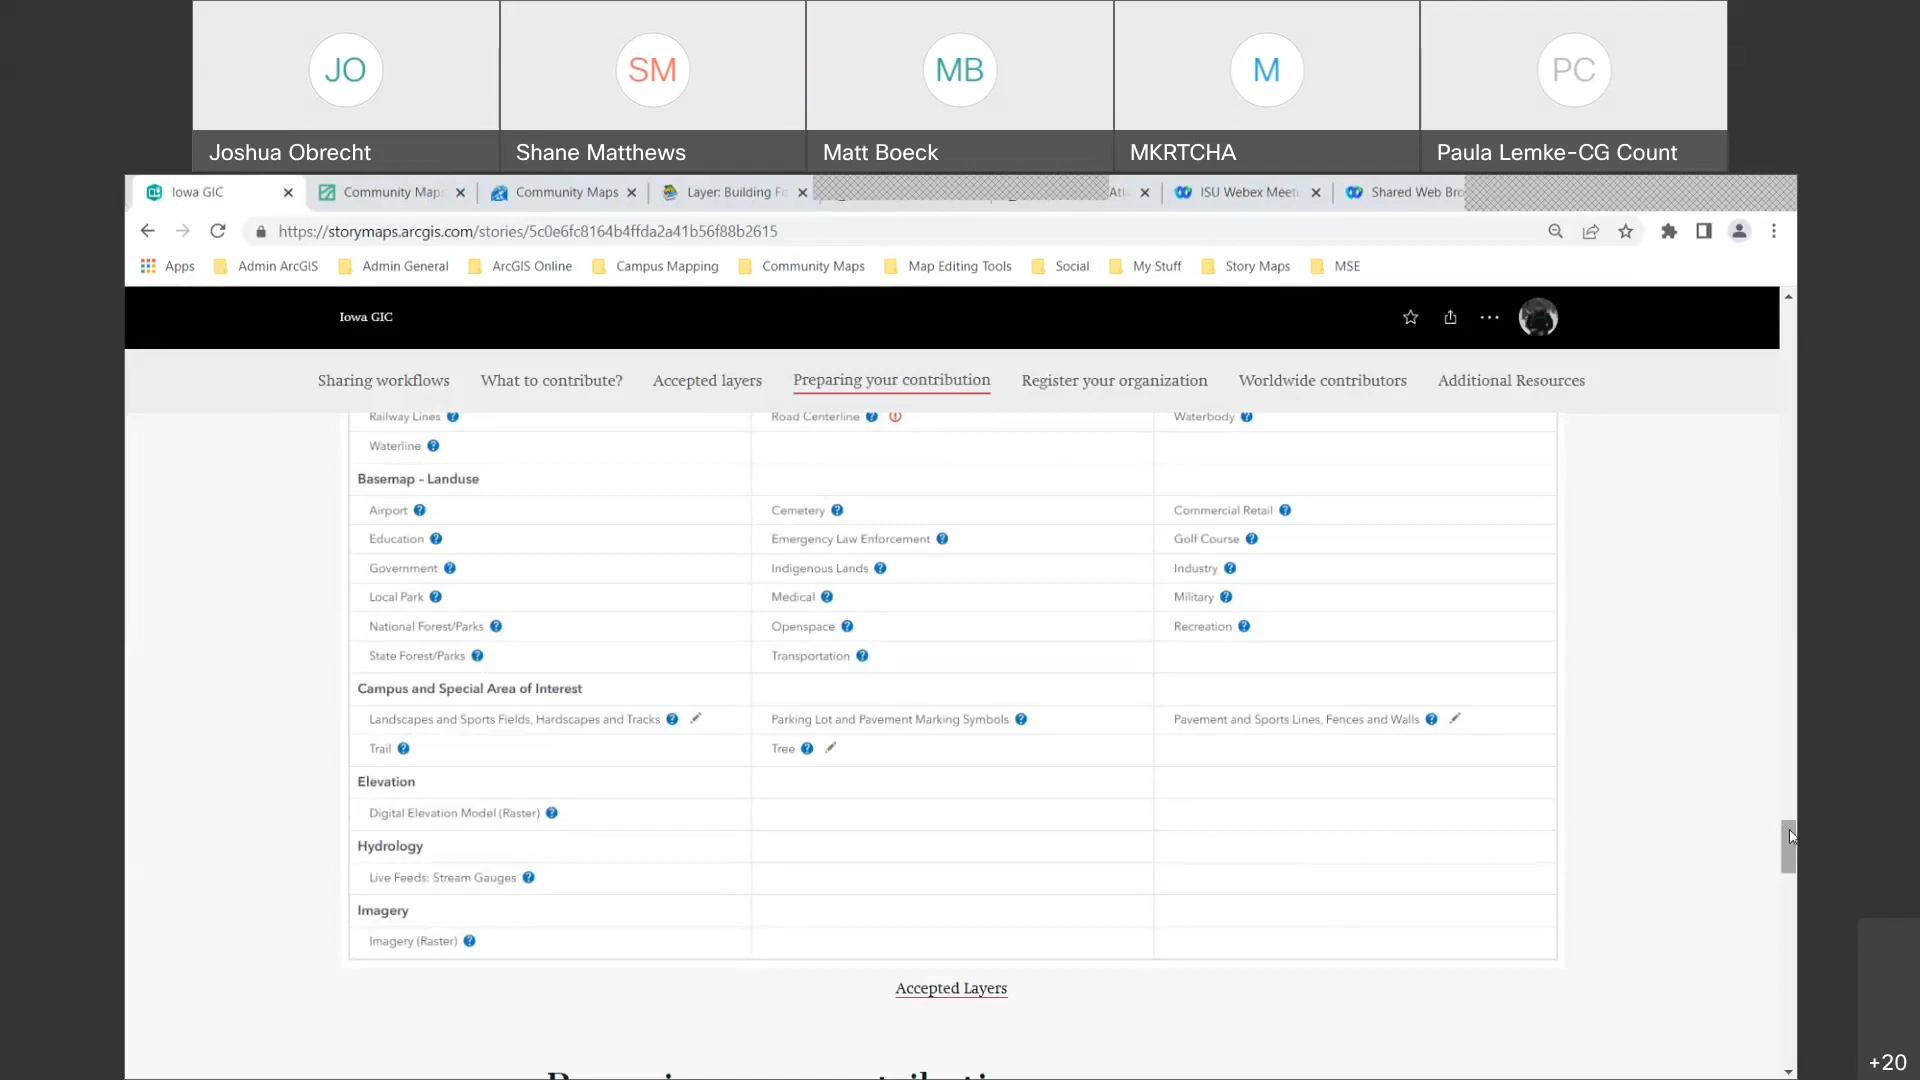 JO SM MB M PC
Joshua Obrecht Shane Matthews Matt Boeck MKRTCHA Paula Lemke-CG Count
Iowa GIC Community Map Community Maps Layer: Building Fo ISU Webex Meeti Shared Web Bro
https://storymaps.arcgis.com/stories/5c0e6fc8164b4ffda2a41b56f88b2615
Apps Admin ArcGIS Admin General ArcGIS Online Campus Mapping Community Maps Map Editing Tools Social My Stuff Story Maps MSE
Iowa GIC
Sharing workflows What to contribute? Accepted layers Preparing your contribution Register your organization Worldwide contributors Additional Resources
Railway Lines Road Centerline Waterbody
Waterline
Basemap - Landuse
Airport Cemetery Commercial Retail
Education Emergency Law Enforcement Golf Course
Government Indigenous Lands Industry
Local Park Medical Military
National Forest/Parks Openspace Recreation
State Forest/Parks Transportation
Campus and Special Area of Interest
Landscapes and Sports Fields, Hardscapes and Tracks Parking Lot and Pavement Marking Symbols Pavement and Sports Lines, Fences and Walls
Trail Tree
Elevation
Digital Elevation Model (Raster)
Hydrology
Live Feeds: Stream Gauges
Imagery
Imagery (Raster)
Accepted Layers
+20